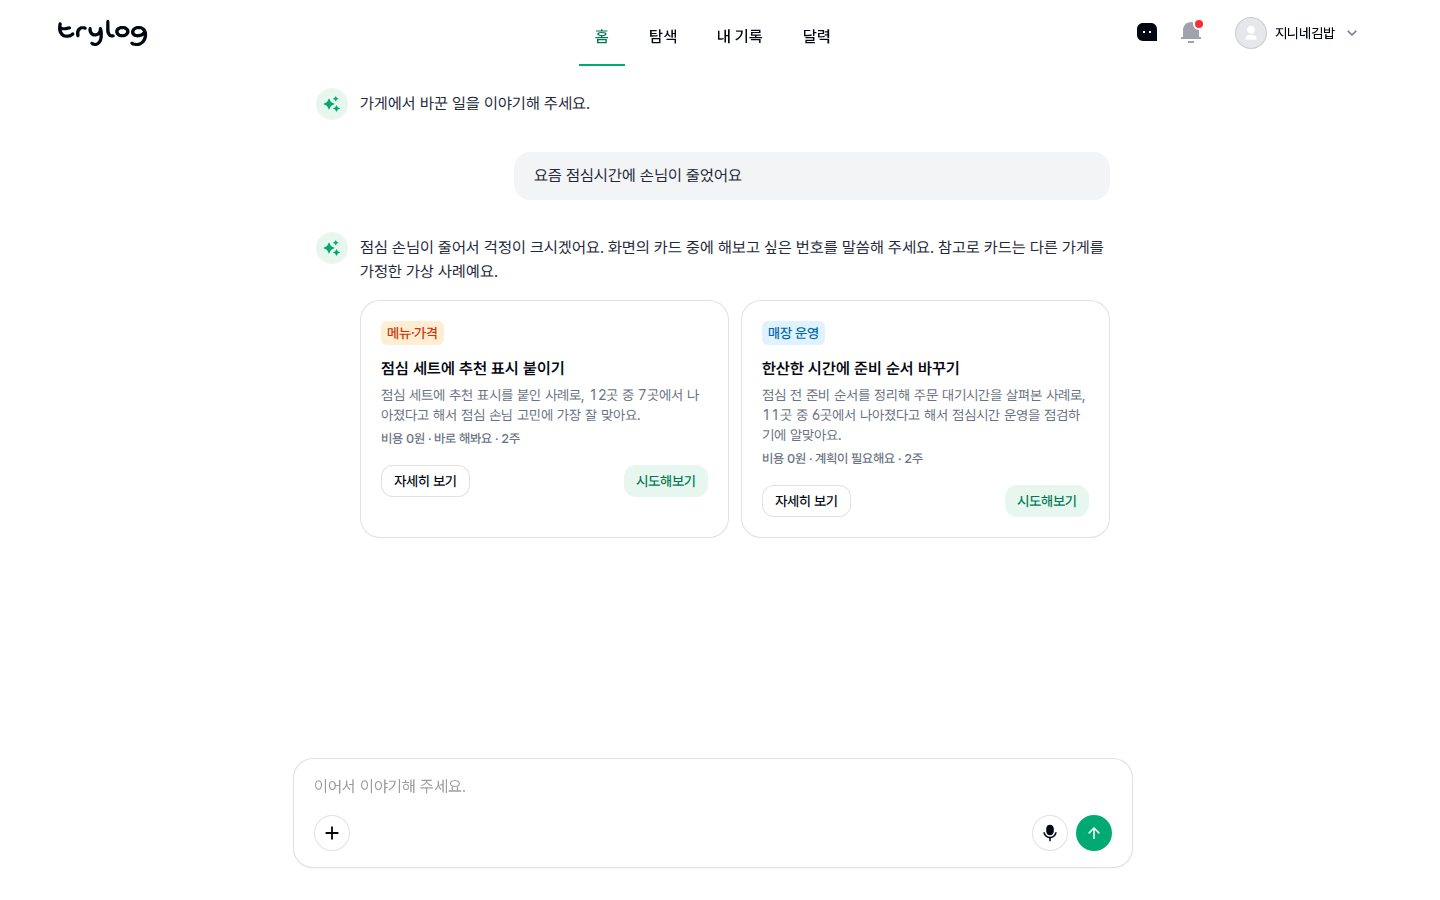 trylog
홈
탐색
내 기록
달력
지니네김밥
가게에서 바꾼 일을 이야기해 주세요.
요즘 점심시간에 손님이 줄었어요
점심 손님이 줄어서 걱정이 크시겠어요. 화면의 카드 중에 해보고 싶은 번호를 말씀해 주세요. 참고로 카드는 다른 가게를
가정한 가상 사례예요.
메뉴·가격
점심 세트에 추천 표시 붙이기
점심 세트에 추천 표시를 붙인 사례로, 12곳 중 7곳에서 나
아졌다고 해서 점심 손님 고민에 가장 잘 맞아요.
비용 0원 · 바로 해봐요 · 2주
자세히 보기
시도해보기
매장 운영
한산한 시간에 준비 순서 바꾸기
점심 전 준비 순서를 정리해 주문 대기시간을 살펴본 사례로,
11곳 중 6곳에서 나아졌다고 해서 점심시간 운영을 점검하
기에 알맞아요.
비용 0원 · 계획이 필요해요 · 2주
자세히 보기
시도해보기
이어서 이야기해 주세요.